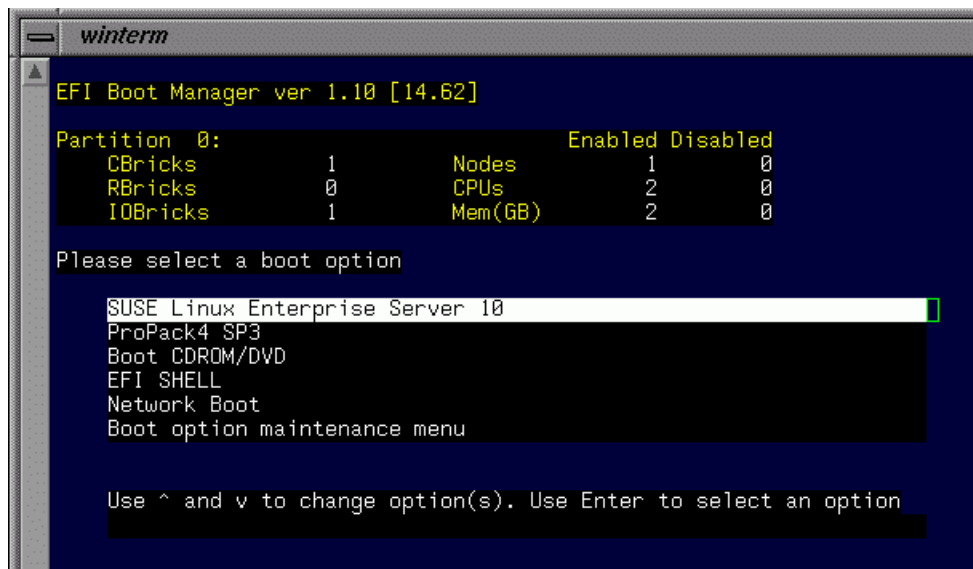 winterm
EFI Boot Manager ver 1.10 [14.62]
Partition 0: Enabled Disabled
CBricks 1 Nodes 1 0
RBricks 0 CPUs 2 0
IOBricks 1 Mem(GB) 2 0
Please select a boot option
SUSE Linux Enterprise Server 10
ProPack4 SP3
Boot CDROM/DVD
EFI SHELL
Network Boot
Boot option maintenance menu
Use ^ and v to change option(s). Use Enter to select an option